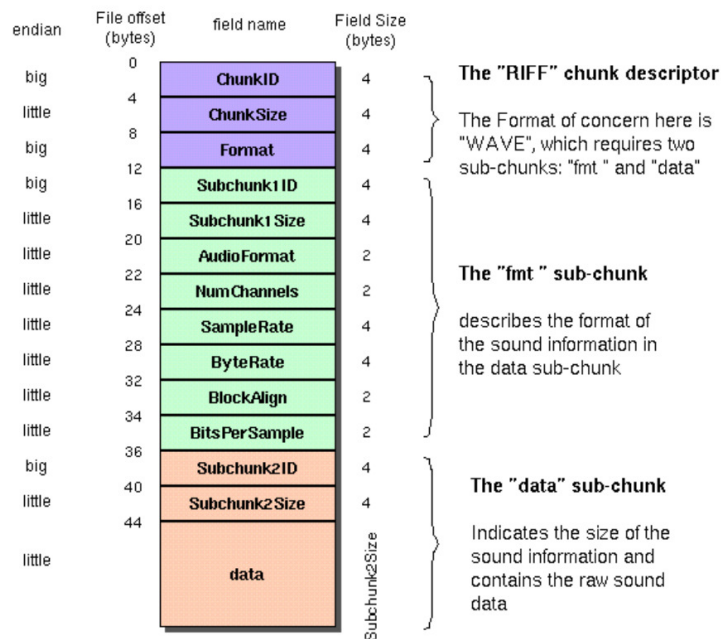 endian File offset (bytes) field name Field Size (bytes)
0
big ChunkID 4
4
little ChunkSize 4
8
big Format 4
12
big Subchunk1ID 4
16
little Subchunk1Size 4
20
little AudioFormat 2
22
little NumChannels 2
24
little SampleRate 4
28
little ByteRate 4
32
little BlockAlign 2
34
little BitsPerSample 2
36
big Subchunk2ID 4
40
little Subchunk2Size 4
44
little data Subchunk2Size
The "RIFF" chunk descriptor
The Format of concern here is
"WAVE", which requires two
sub-chunks: "fmt " and "data"
The "fmt " sub-chunk
describes the format of
the sound information in
the data sub-chunk
The "data" sub-chunk
Indicates the size of the
sound information and
contains the raw sound
data